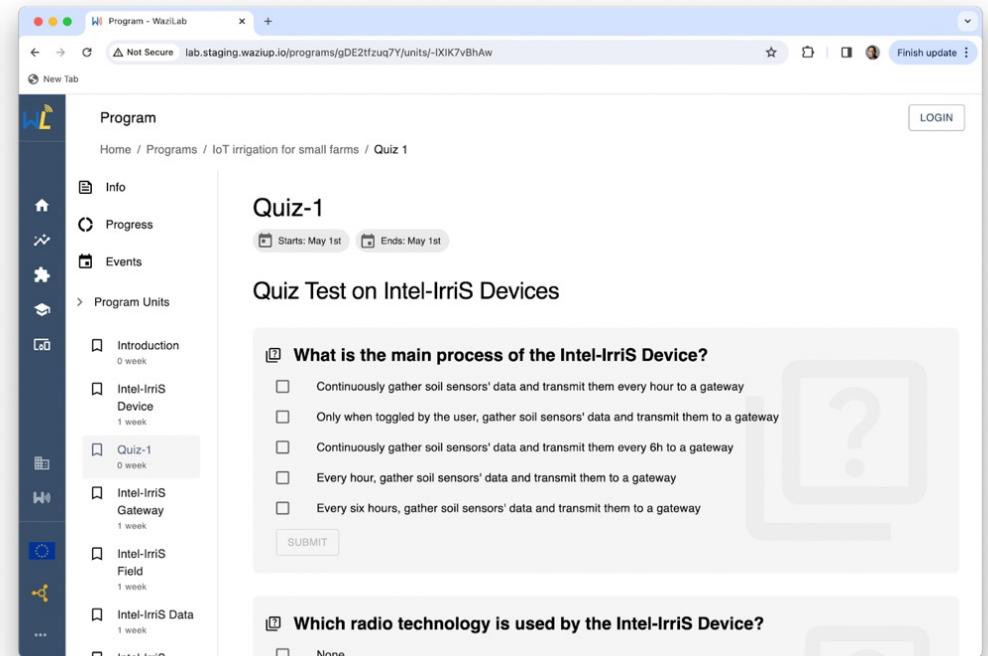 Program - WaziLab
Not Secure lab.staging.waziup.io/programs/gDE2tfzuq7Y/units/-IXIK7vBhAw
Finish update
New Tab
WL
Program
LOGIN
Home / Programs / IoT irrigation for small farms / Quiz 1
Info
Progress
Events
Program Units
Introduction
0 week
Intel-IrriS
Device
1 week
Quiz-1
0 week
Intel-IrriS
Gateway
1 week
Intel-IrriS
Field
1 week
Intel-IrriS Data
1 week
Quiz-1
Starts: May 1st Ends: May 1st
Quiz Test on Intel-IrriS Devices
What is the main process of the Intel-IrriS Device?
Continuously gather soil sensors' data and transmit them every hour to a gateway
Only when toggled by the user, gather soil sensors' data and transmit them to a gateway
Continuously gather soil sensors' data and transmit them every 6h to a gateway
Every hour, gather soil sensors' data and transmit them to a gateway
Every six hours, gather soil sensors' data and transmit them to a gateway
SUBMIT
Which radio technology is used by the Intel-IrriS Device?
None